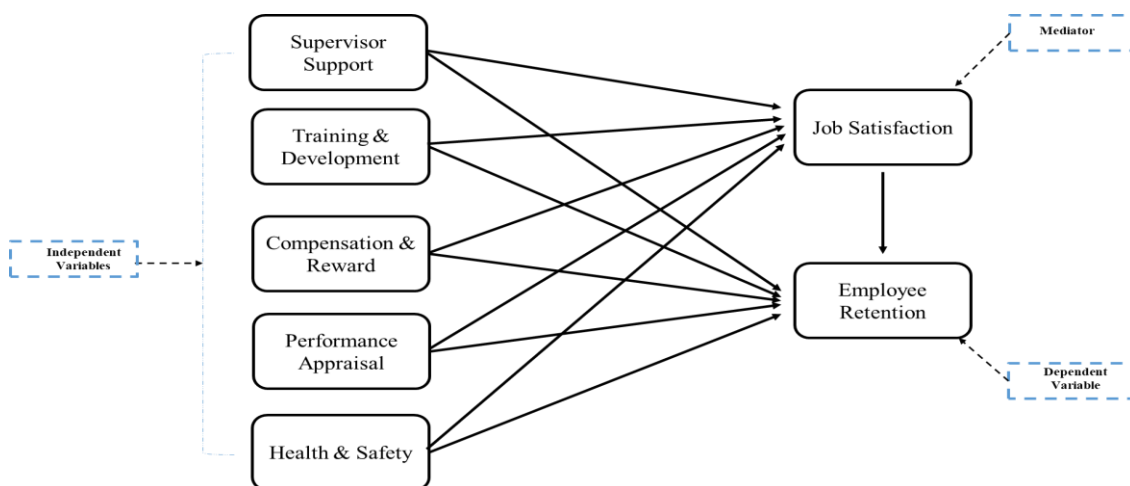 Supervisor
Support
Training &
Development
Compensation &
Reward
Performance
Appraisal
Health & Safety
Independent
Variables
Mediator
Job Satisfaction
Employee
Retention
Dependent
Variable